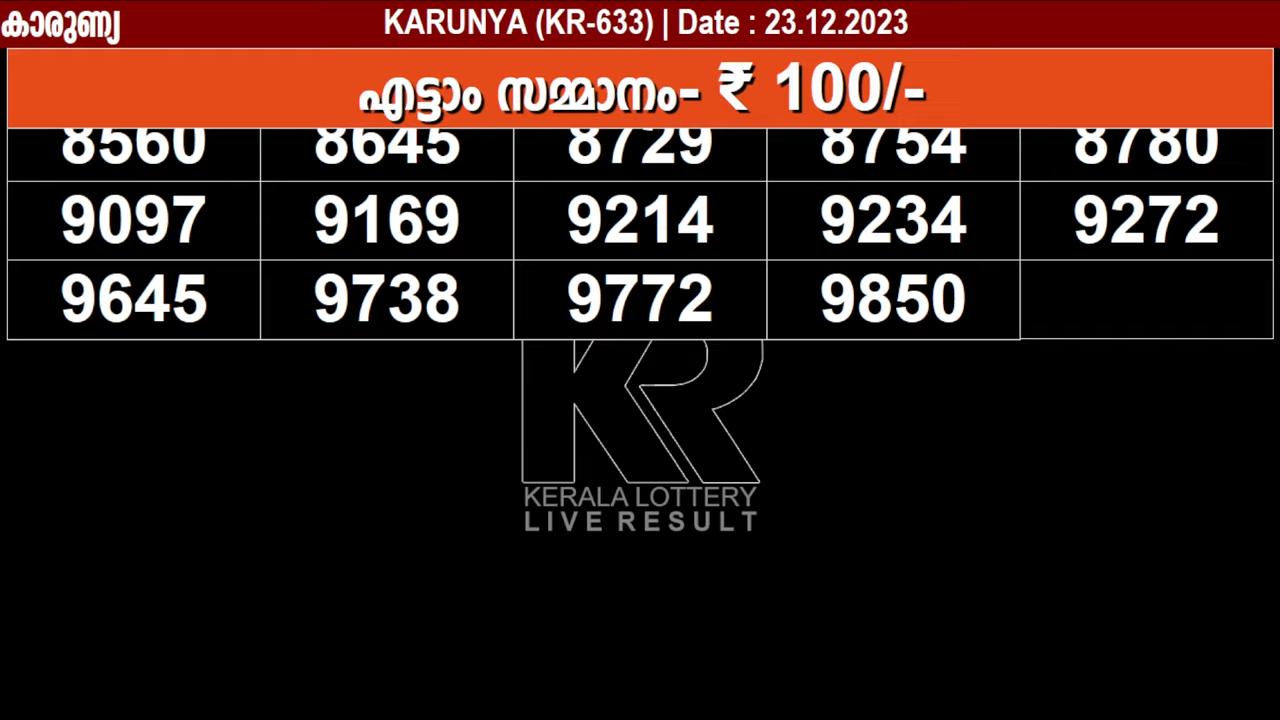 കാരുണ്യ KARUNYA (KR-633) | Date : 23.12.2023
എട്ടാം സമ്മാനം- ₹ 100/-
8560 8645 8729 8754 8780
9097 9169 9214 9234 9272
9645 9738 9772 9850
KR
KERALA LOTTERY
LIVE RESULT